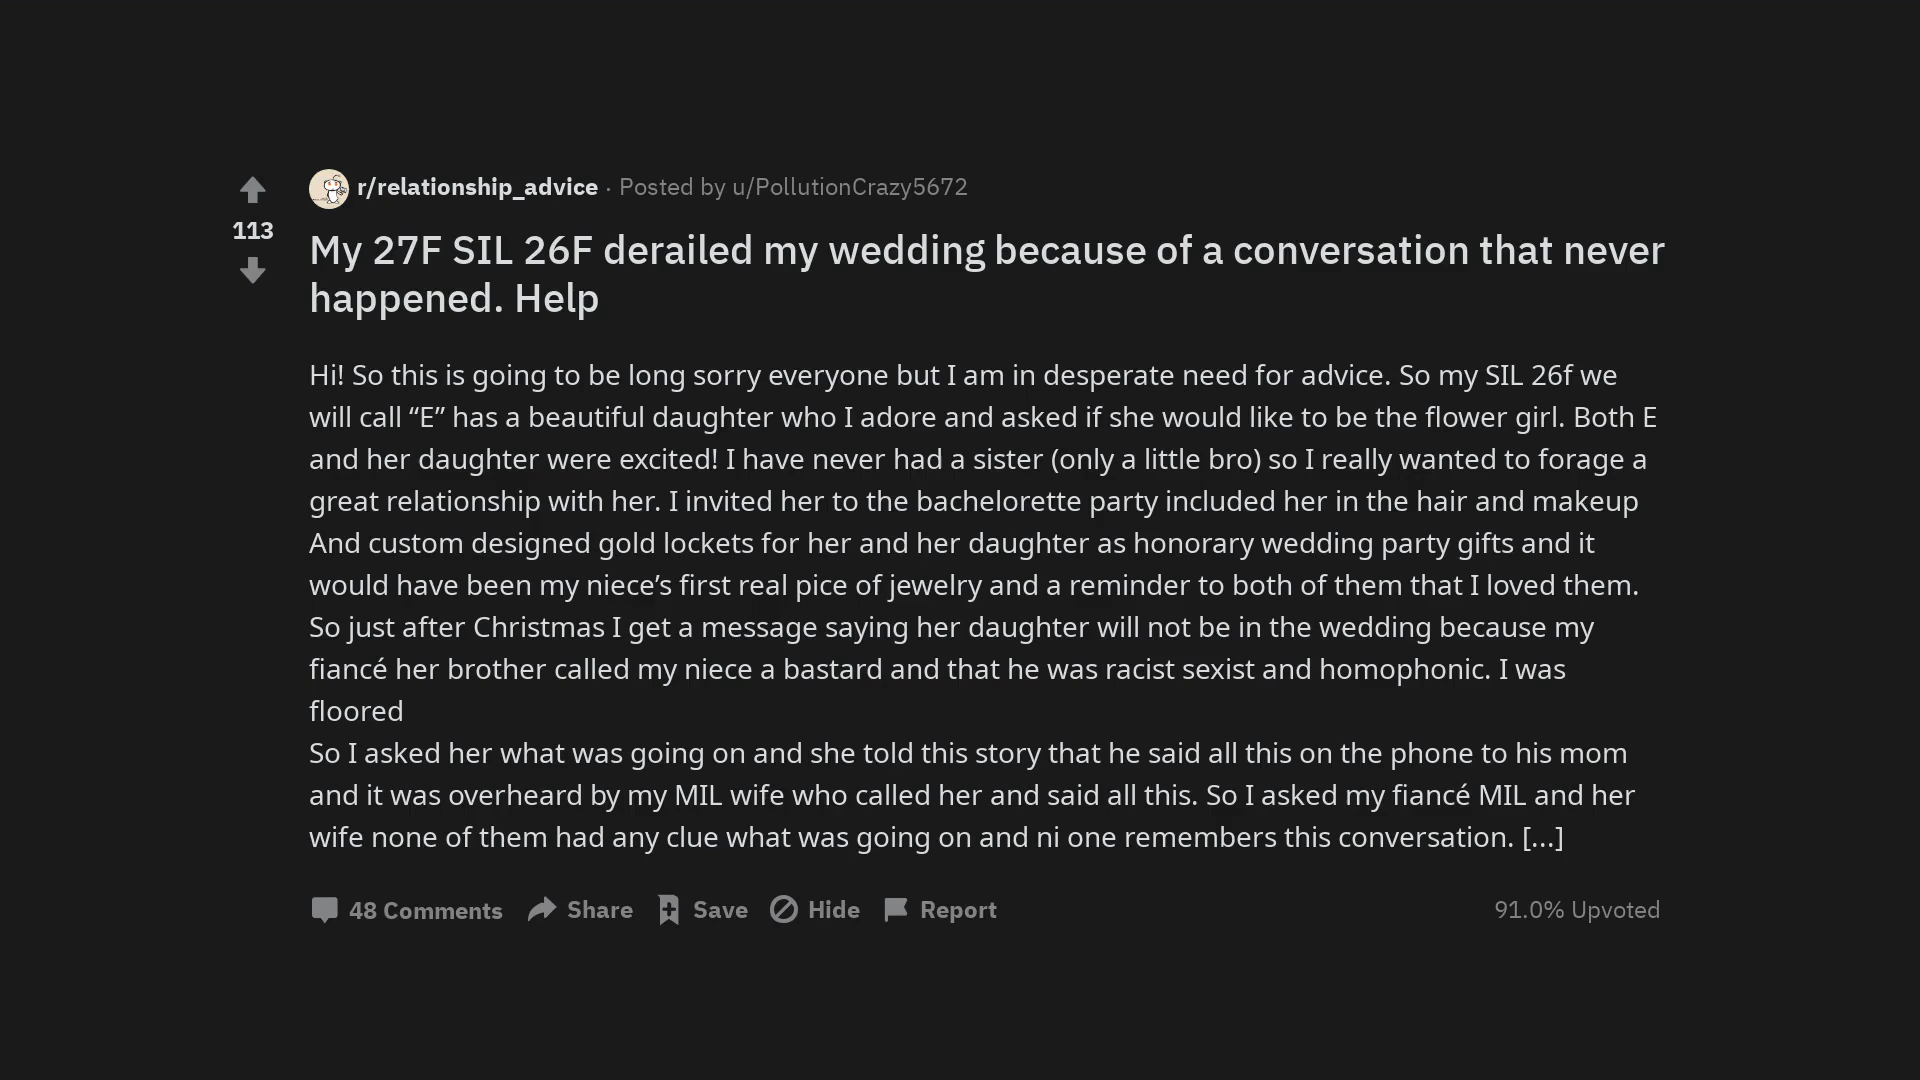 r/relationship_advice · Posted by u/PollutionCrazy5672
113
My 27F SIL 26F derailed my wedding because of a conversation that never
happened. Help
Hi! So this is going to be long sorry everyone but I am in desperate need for advice. So my SIL 26f we
will call “E” has a beautiful daughter who I adore and asked if she would like to be the flower girl. Both E
and her daughter were excited! I have never had a sister (only a little bro) so I really wanted to forage a
great relationship with her. I invited her to the bachelorette party included her in the hair and makeup
And custom designed gold lockets for her and her daughter as honorary wedding party gifts and it
would have been my niece’s first real pice of jewelry and a reminder to both of them that I loved them.
So just after Christmas I get a message saying her daughter will not be in the wedding because my
fiancé her brother called my niece a bastard and that he was racist sexist and homophonic. I was
floored
So I asked her what was going on and she told this story that he said all this on the phone to his mom
and it was overheard by my MIL wife who called her and said all this. So I asked my fiancé MIL and her
wife none of them had any clue what was going on and ni one remembers this conversation. [...]
48 Comments Share Save Hide Report 91.0% Upvoted